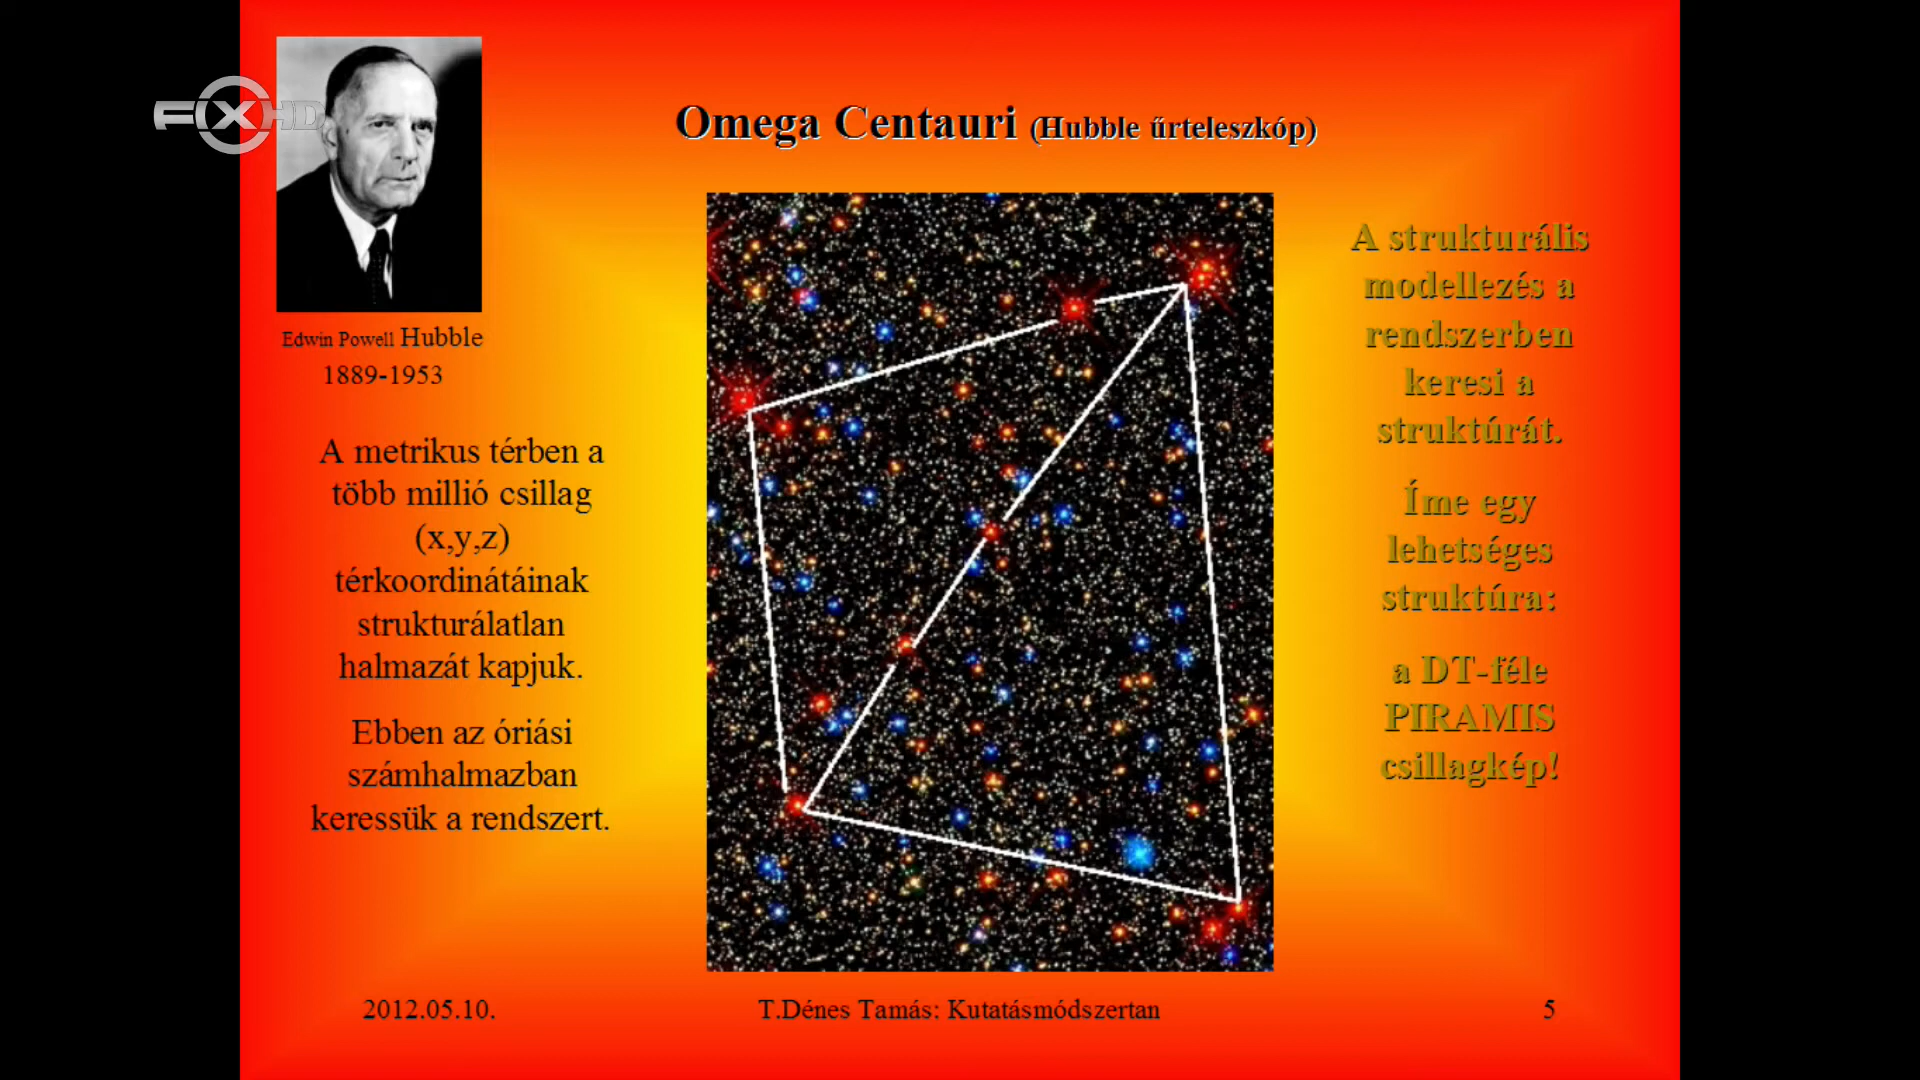 FIXHD
Omega Centauri (Hubble űrteleszkóp)
Edwin Powell Hubble
1889-1953
A metrikus térben a
több millió csillag
(x,y,z)
térkoordinátáinak
strukturálatlan
halmazát kapjuk.
Ebben az óriási
számhalmazban
keressük a rendszert.
A strukturális
modellezés a
rendszerben
keresi a
struktúrát.
Íme egy
lehetséges
struktúra:
a DT-féle
PIRAMIS
csillagkép!
2012.05.10.
T.Dénes Tamás: Kutatásmódszertan
5